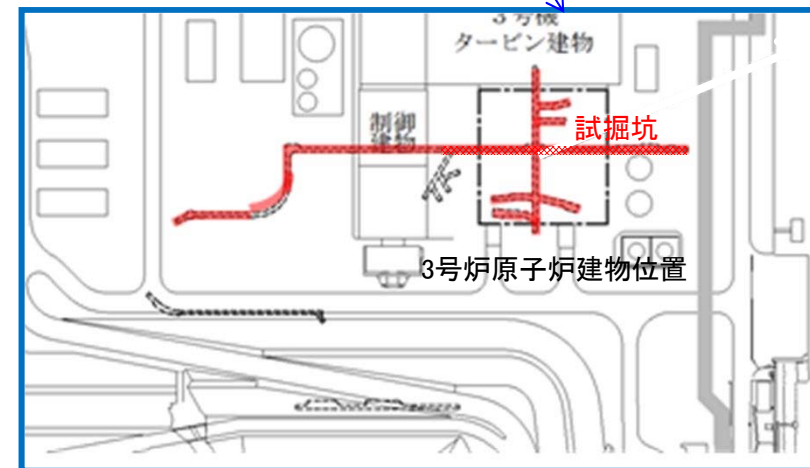 3号機
タービン建物
制御
建物
試掘坑
3号炉原子炉建物位置